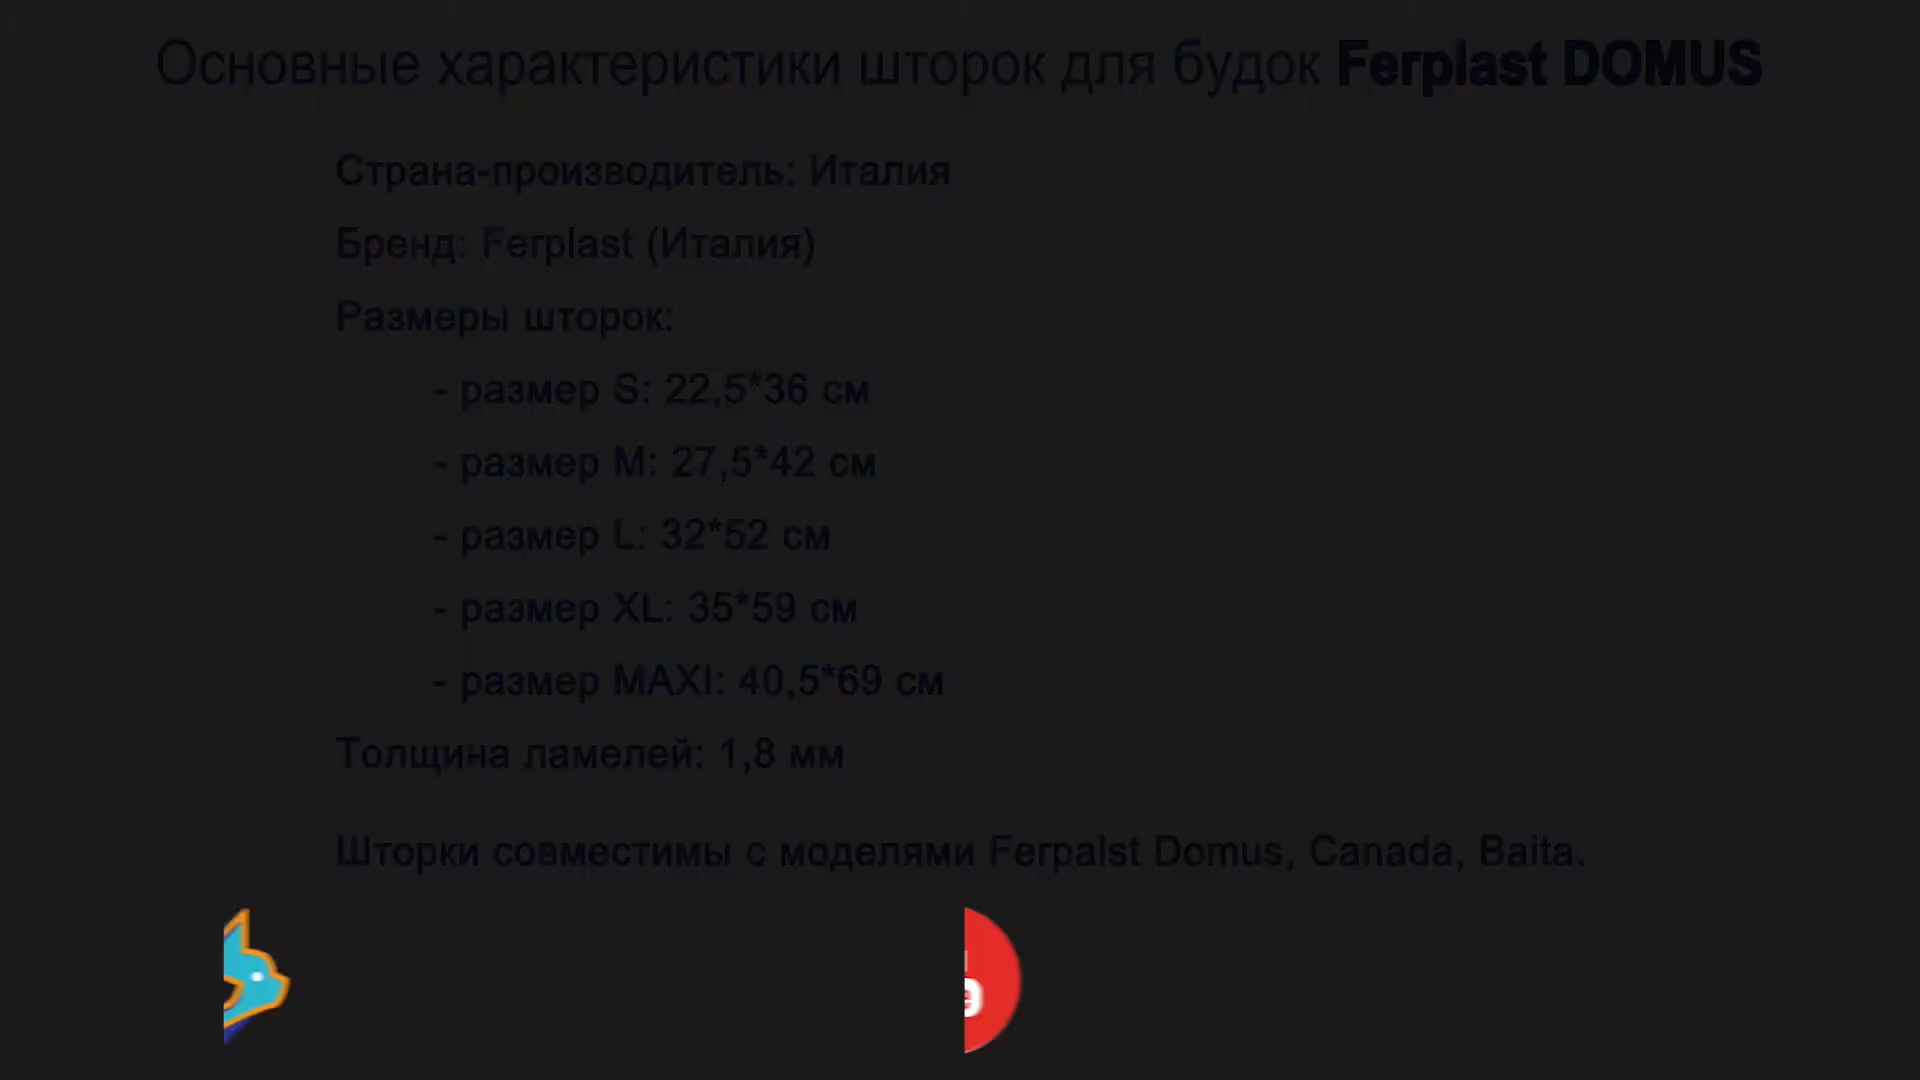 Основные характеристики шторок для будок Ferplast DOMUS
Страна-производитель: Италия
Бренд: Ferplast (Италия)
Размеры шторок:
- размер S: 22,5*36 см
- размер M: 27,5*42 см
- размер L: 32*52 см
- размер XL: 35*59 см
- размер MAXI: 40,5*69 см
Толщина ламелей: 1,8 мм
Шторки совместимы с моделями Ferpalst Domus, Canada, Baita.